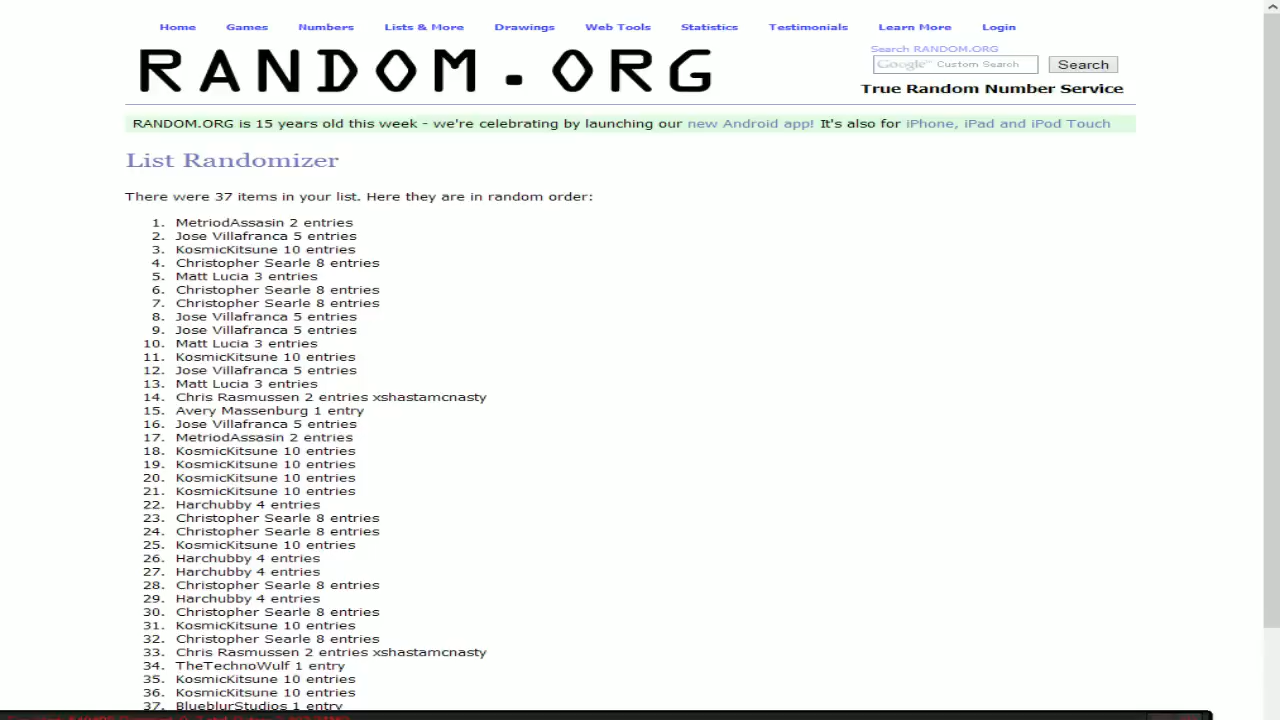 Home Games Numbers Lists & More Drawings Web Tools Statistics Testimonials Learn More Login
RANDOM.ORG
Search RANDOM.ORG
Google™ Custom Search Search
True Random Number Service
RANDOM.ORG is 15 years old this week - we're celebrating by launching our new Android app! It's also for iPhone, iPad and iPod Touch
List Randomizer
There were 37 items in your list. Here they are in random order:
1. MetriodAssasin 2 entries
2. Jose Villafranca 5 entries
3. KosmicKitsune 10 entries
4. Christopher Searle 8 entries
5. Matt Lucia 3 entries
6. Christopher Searle 8 entries
7. Christopher Searle 8 entries
8. Jose Villafranca 5 entries
9. Jose Villafranca 5 entries
10. Matt Lucia 3 entries
11. KosmicKitsune 10 entries
12. Jose Villafranca 5 entries
13. Matt Lucia 3 entries
14. Chris Rasmussen 2 entries xshastamcnasty
15. Avery Massenburg 1 entry
16. Jose Villafranca 5 entries
17. MetriodAssasin 2 entries
18. KosmicKitsune 10 entries
19. KosmicKitsune 10 entries
20. KosmicKitsune 10 entries
21. KosmicKitsune 10 entries
22. Harchubby 4 entries
23. Christopher Searle 8 entries
24. Christopher Searle 8 entries
25. KosmicKitsune 10 entries
26. Harchubby 4 entries
27. Harchubby 4 entries
28. Christopher Searle 8 entries
29. Harchubby 4 entries
30. Christopher Searle 8 entries
31. KosmicKitsune 10 entries
32. Christopher Searle 8 entries
33. Chris Rasmussen 2 entries xshastamcnasty
34. TheTechnoWulf 1 entry
35. KosmicKitsune 10 entries
36. KosmicKitsune 10 entries
37. BlueblurStudios 1 entry